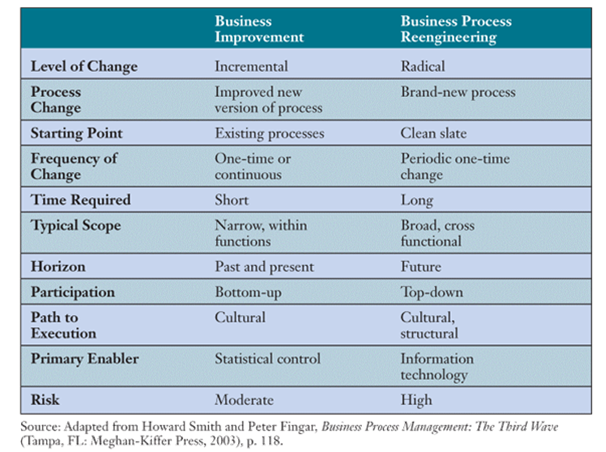 Business Improvement Business Process Reengineering
Level of Change Incremental Radical
Process Change Improved new version of process Brand-new process
Starting Point Existing processes Clean slate
Frequency of Change One-time or continuous Periodic one-time change
Time Required Short Long
Typical Scope Narrow, within functions Broad, cross functional
Horizon Past and present Future
Participation Bottom-up Top-down
Path to Execution Cultural Cultural, structural
Primary Enabler Statistical control Information technology
Risk Moderate High
Source: Adapted from Howard Smith and Peter Fingar, Business Process Management: The Third Wave
(Tampa, FL: Meghan-Kiffer Press, 2003), p. 118.